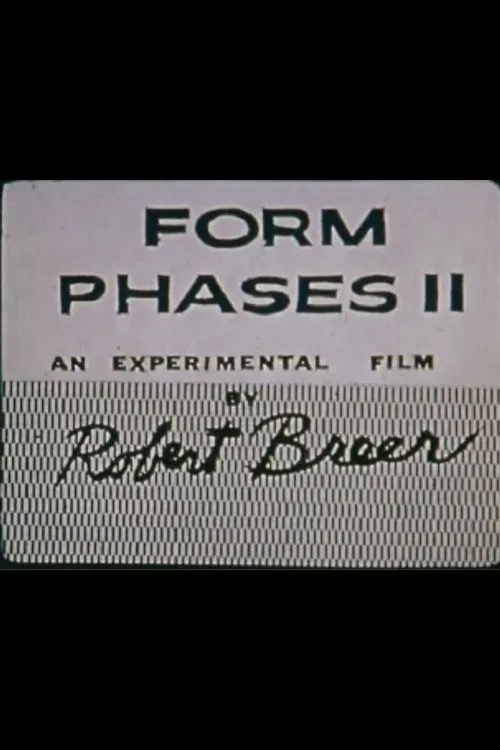 FORM
PHASES II
AN EXPERIMENTAL FILM
BY
Robert Breer